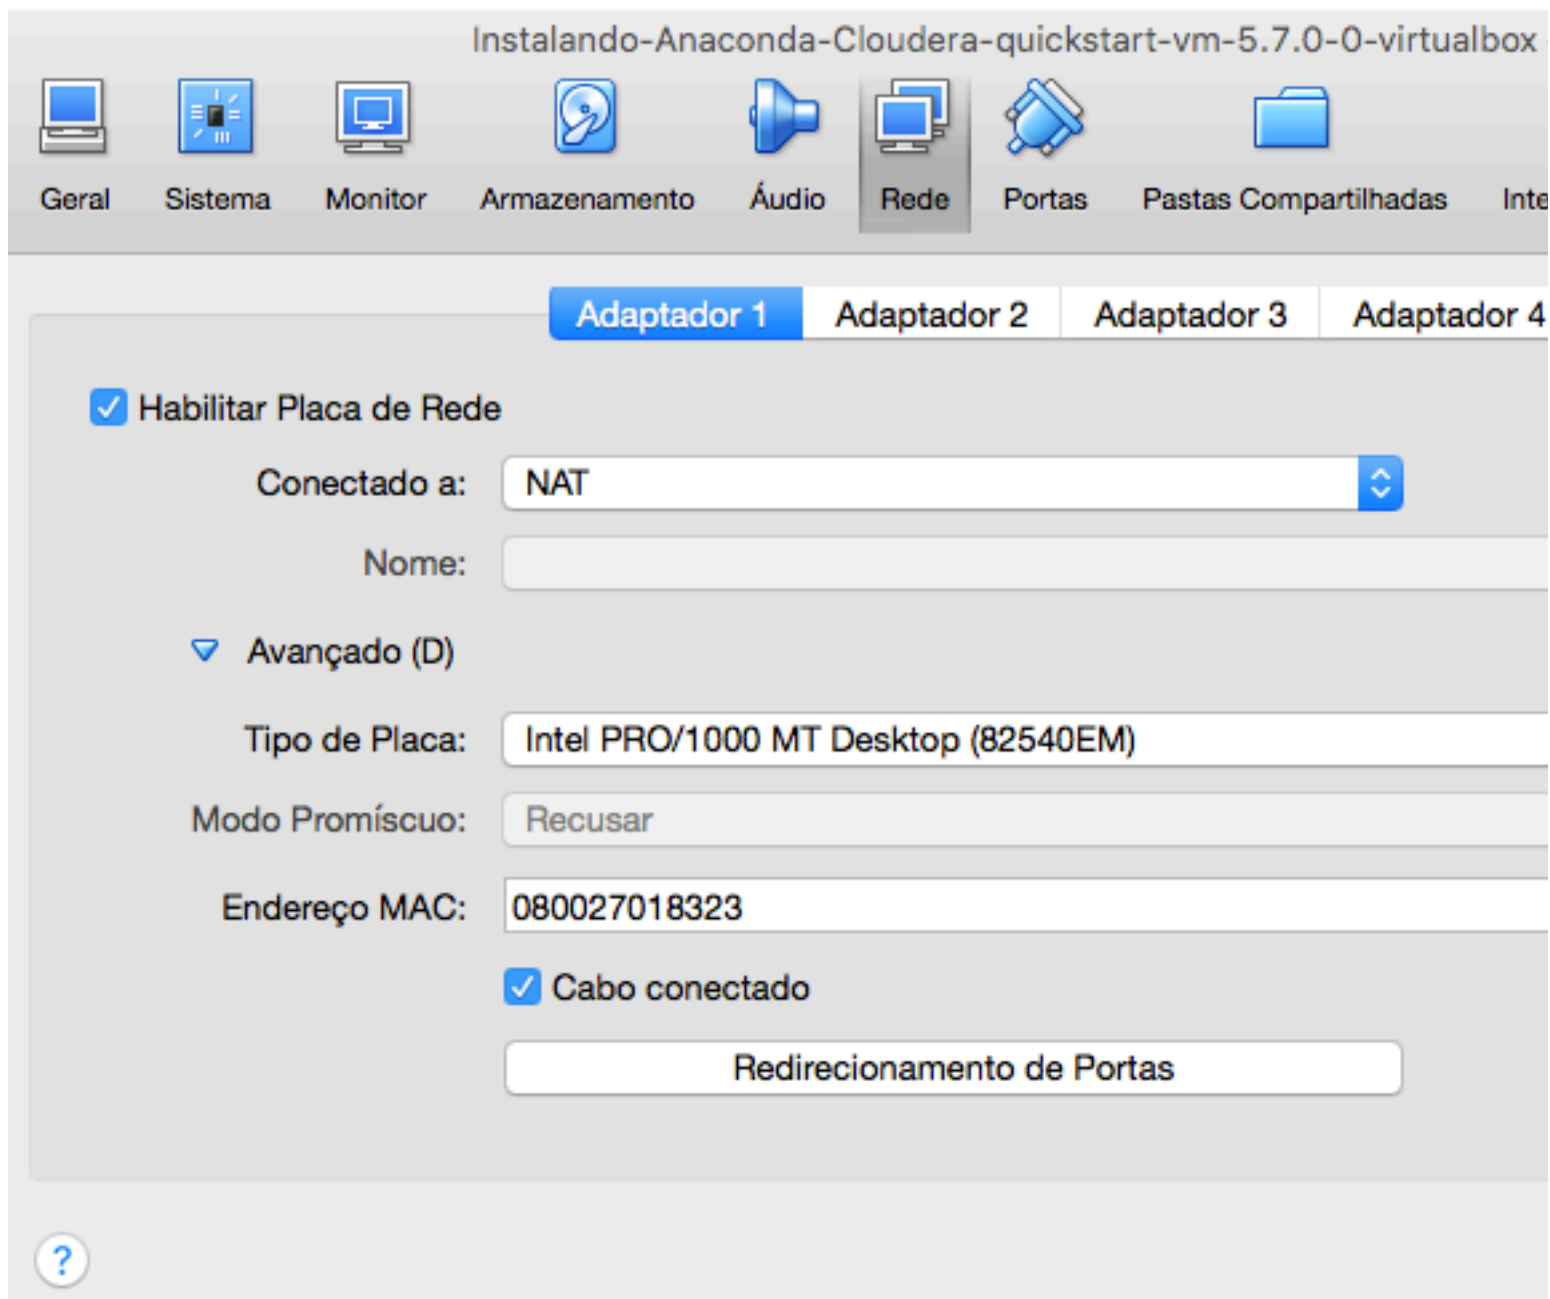 Instalando-Anaconda-Cloudera-quickstart-vm-5.7.0-0-virtualbox
Geral Sistema Monitor Armazenamento Áudio Rede Portas Pastas Compartilhadas Inte
Adaptador 1 Adaptador 2 Adaptador 3 Adaptador 4
Habilitar Placa de Rede
Conectado a: NAT
Nome:
Avançado (D)
Tipo de Placa: Intel PRO/1000 MT Desktop (82540EM)
Modo Promíscuo: Recusar
Endereço MAC: 080027018323
Cabo conectado
Redirecionamento de Portas
?